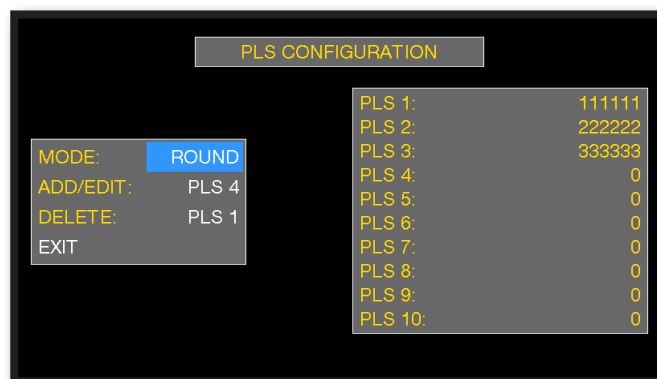 PLS CONFIGURATION
MODE: ROUND
ADD/EDIT: PLS 4
DELETE: PLS 1
EXIT
PLS 1: 111111
PLS 2: 222222
PLS 3: 333333
PLS 4: 0
PLS 5: 0
PLS 6: 0
PLS 7: 0
PLS 8: 0
PLS 9: 0
PLS 10: 0